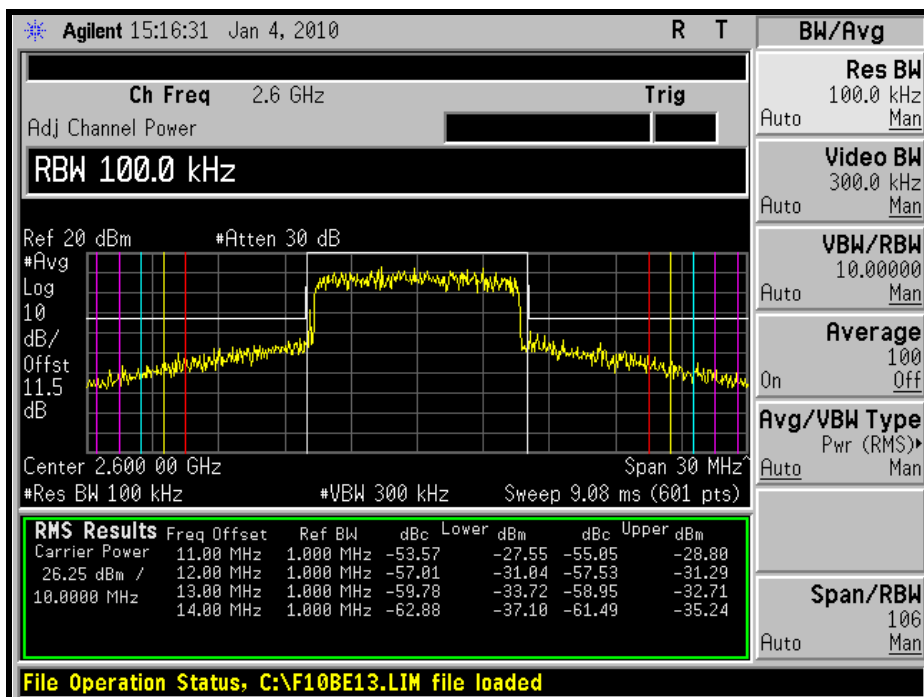 Agilent 15:16:31 Jan 4, 2010 R T
Ch Freq 2.6 GHz Trig
Adj Channel Power
RBW 100.0 kHz
Ref 20 dBm #Atten 30 dB
#Avg
Log
10
dB/
Offst
11.5
dB
Center 2.600 00 GHz Span 30 MHz^
#Res BW 100 kHz #VBW 300 kHz Sweep 9.08 ms (601 pts)
RMS Results Freq Offset Ref BW dBc Lower dBm dBc Upper dBm
Carrier Power 11.00 MHz 1.000 MHz -53.57 -27.55 -55.05 -28.80
26.25 dBm / 12.00 MHz 1.000 MHz -57.01 -31.04 -57.53 -31.29
10.0000 MHz 13.00 MHz 1.000 MHz -59.78 -33.72 -58.95 -32.71
14.00 MHz 1.000 MHz -62.88 -37.10 -61.49 -35.24
File Operation Status, C:\F10BE13.LIM file loaded
BW/Avg
Res BW
100.0 kHz
Auto Man
Video BW
300.0 kHz
Auto Man
VBW/RBW
10.00000
Auto Man
Average
100
On Off
Avg/VBW Type
Pwr (RMS)▸
Auto Man
Span/RBW
106
Auto Man